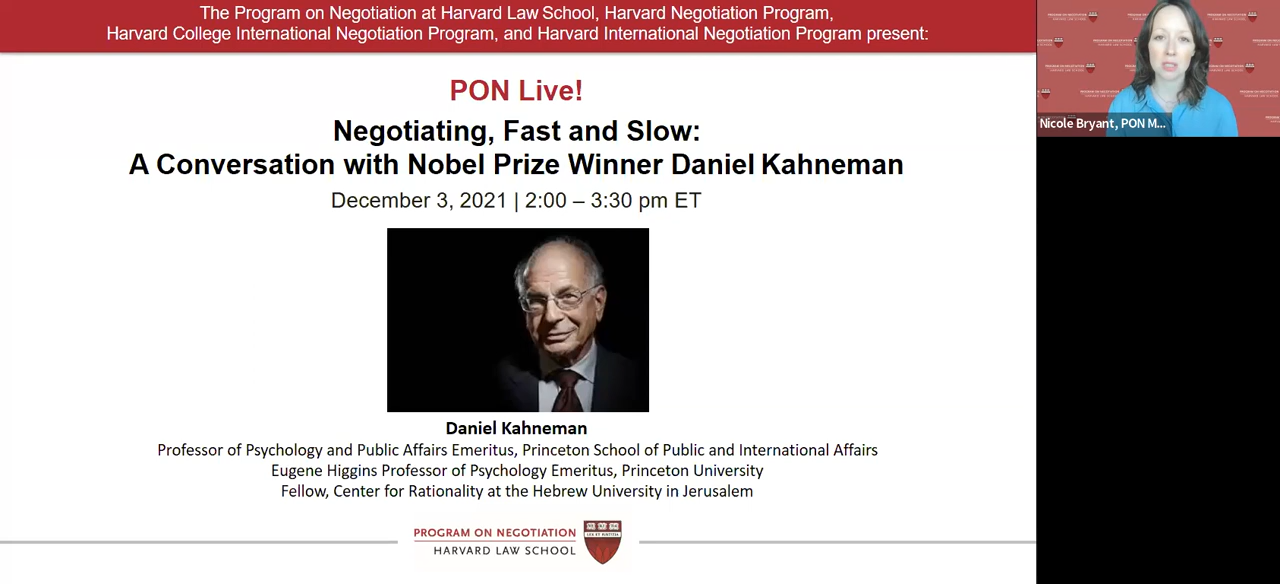 The Program on Negotiation at Harvard Law School, Harvard Negotiation Program,
Harvard College International Negotiation Program, and Harvard International Negotiation Program present:
PON Live!
Negotiating, Fast and Slow:
A Conversation with Nobel Prize Winner Daniel Kahneman
December 3, 2021 | 2:00 – 3:30 pm ET
Daniel Kahneman
Professor of Psychology and Public Affairs Emeritus, Princeton School of Public and International Affairs
Eugene Higgins Professor of Psychology Emeritus, Princeton University
Fellow, Center for Rationality at the Hebrew University in Jerusalem
PROGRAM ON NEGOTIATION
HARVARD LAW SCHOOL
Nicole Bryant, PON M...